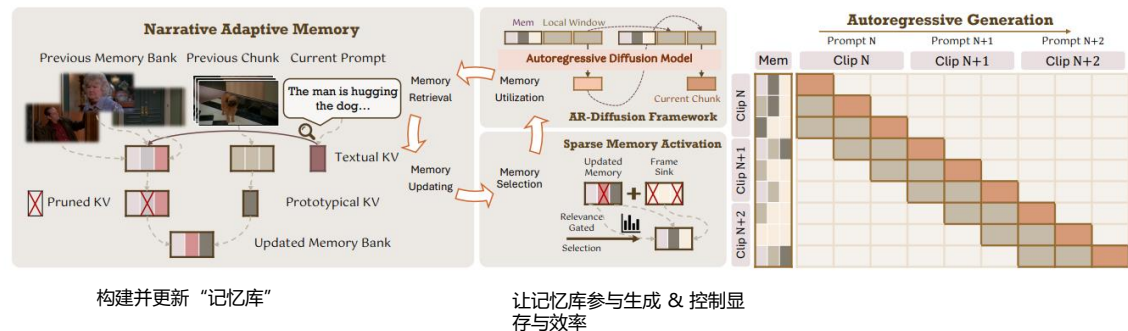 Narrative Adaptive Memory
Previous Memory Bank
Previous Chunk
Current Prompt
The man is hugging
the dog...
Textual KV
Pruned KV
Prototypical KV
Updated Memory Bank
Memory
Retrieval
Memory
Updating
Mem
Local Window
Autoregressive Diffusion Model
Current Chunk
AR-Diffusion Framework
Memory
Utilization
Memory
Selection
Sparse Memory Activation
Updated
Memory
Frame
Sink
Relevance
Gated
Selection
Autoregressive Generation
Prompt N
Prompt N+1
Prompt N+2
Mem
Clip N
Clip N+1
Clip N+2
Clip N
Clip N+1
Clip N+2
构建并更新“记忆库”
让记忆库参与生成 & 控制显
存与效率